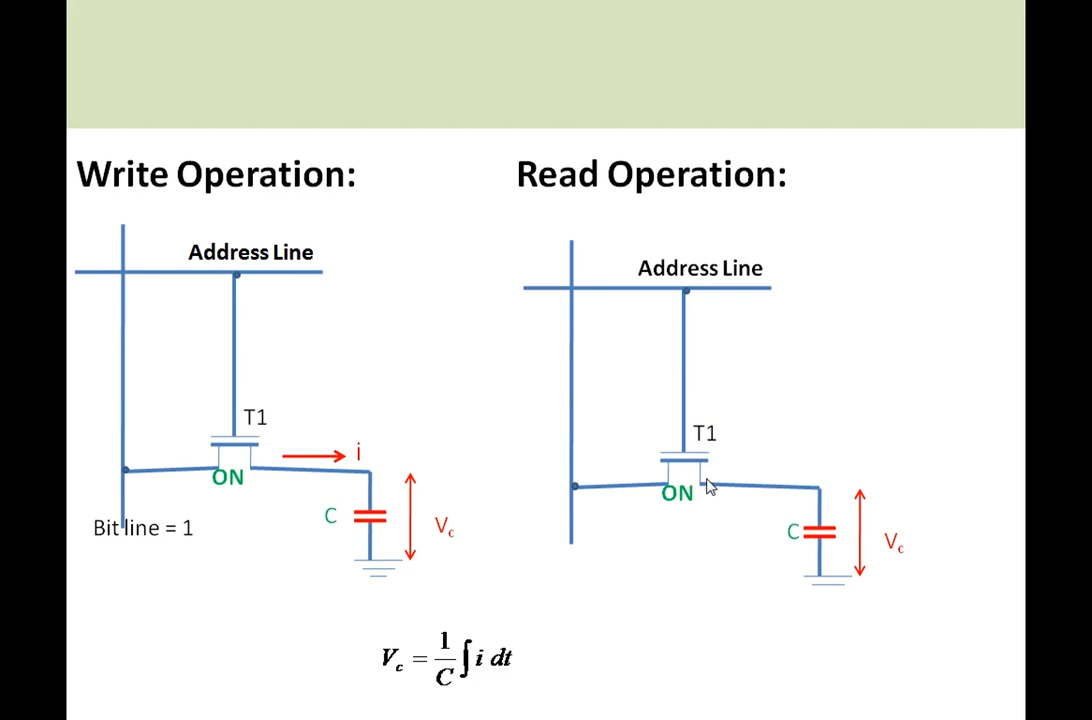 Write Operation:
Address Line
T1
i
ON
C
Vc
Bit line = 1
Read Operation:
Address Line
T1
ON
C
Vc
Vc = 1/C ∫ i dt